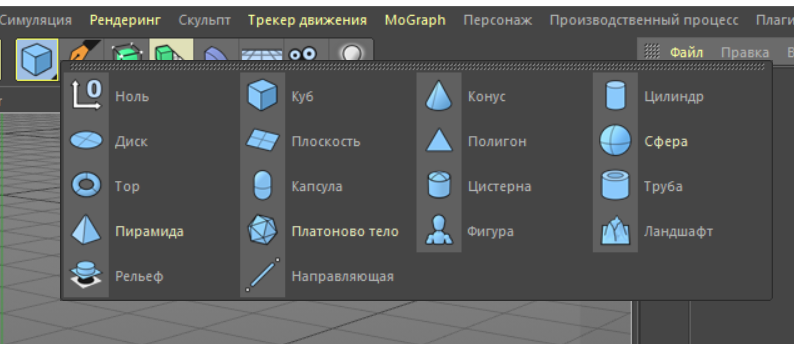 Симуляция Рендеринг Скульпт Трекер движения MoGraph Персонаж Производственный процесс
Файл Правка
0 Ноль Куб Конус Цилиндр
Диск Плоскость Полигон Сфера
Тор Капсула Цистерна Труба
Пирамида Платоново тело Фигура Ландшафт
Рельеф Направляющая